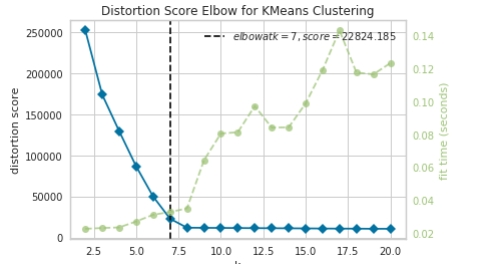 Distortion Score Elbow for KMeans Clustering
elbowatk = 7, score = 22824.185
distortion score
250000
200000
150000
100000
50000
0
2.5 5.0 7.5 10.0 12.5 15.0 17.5 20.0
0.14
0.12
0.10
0.08
0.06
0.04
0.02
fit time (seconds)